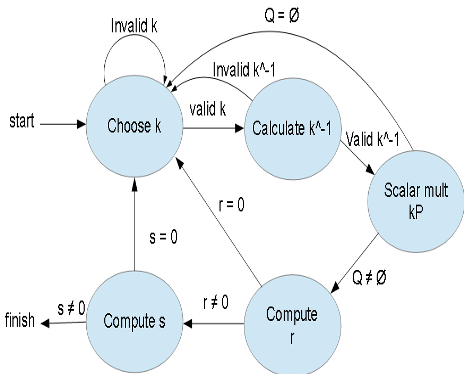 Q = Ø
Invalid k
Invalid k^-1
start
Choose k
valid k
Calculate k^-1
Valid k^-1
Scalar mult
kP
r = 0
s = 0
Q ≠ Ø
finish
s ≠ 0
Compute s
r ≠ 0
Compute
r